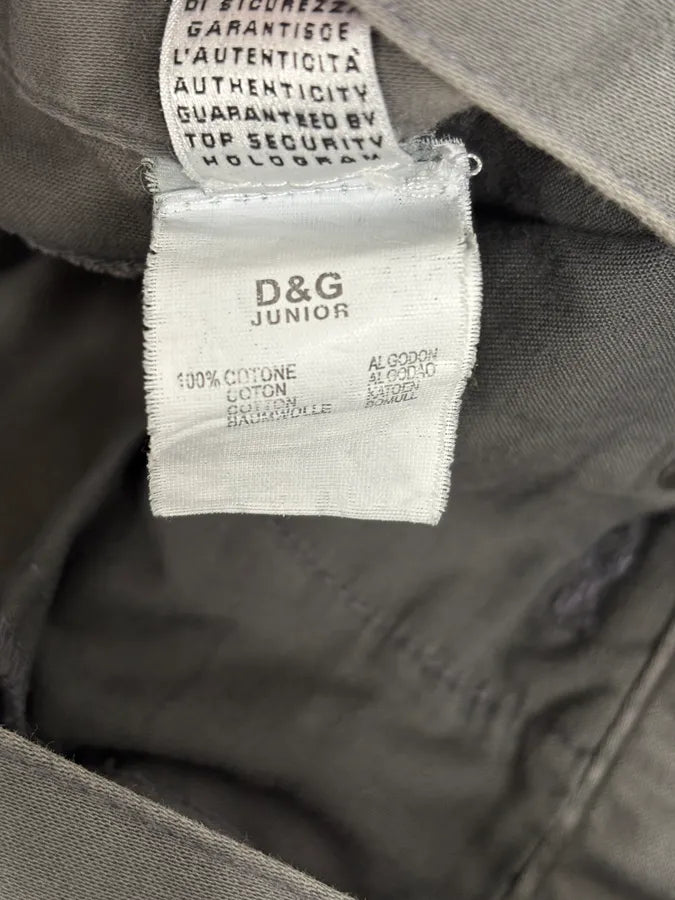 DI SICUREZZA
GARANTISCE
L'AUTENTICITÀ
AUTHENTICITY
GUARANTEED BY
TOP SECURITY
HOLOGRAM
D&G
JUNIOR
100% COTONE
COTON
COTTON
BAUMWOLLE
ALGODON
ALGODÃO
KATOEN
BOMULL